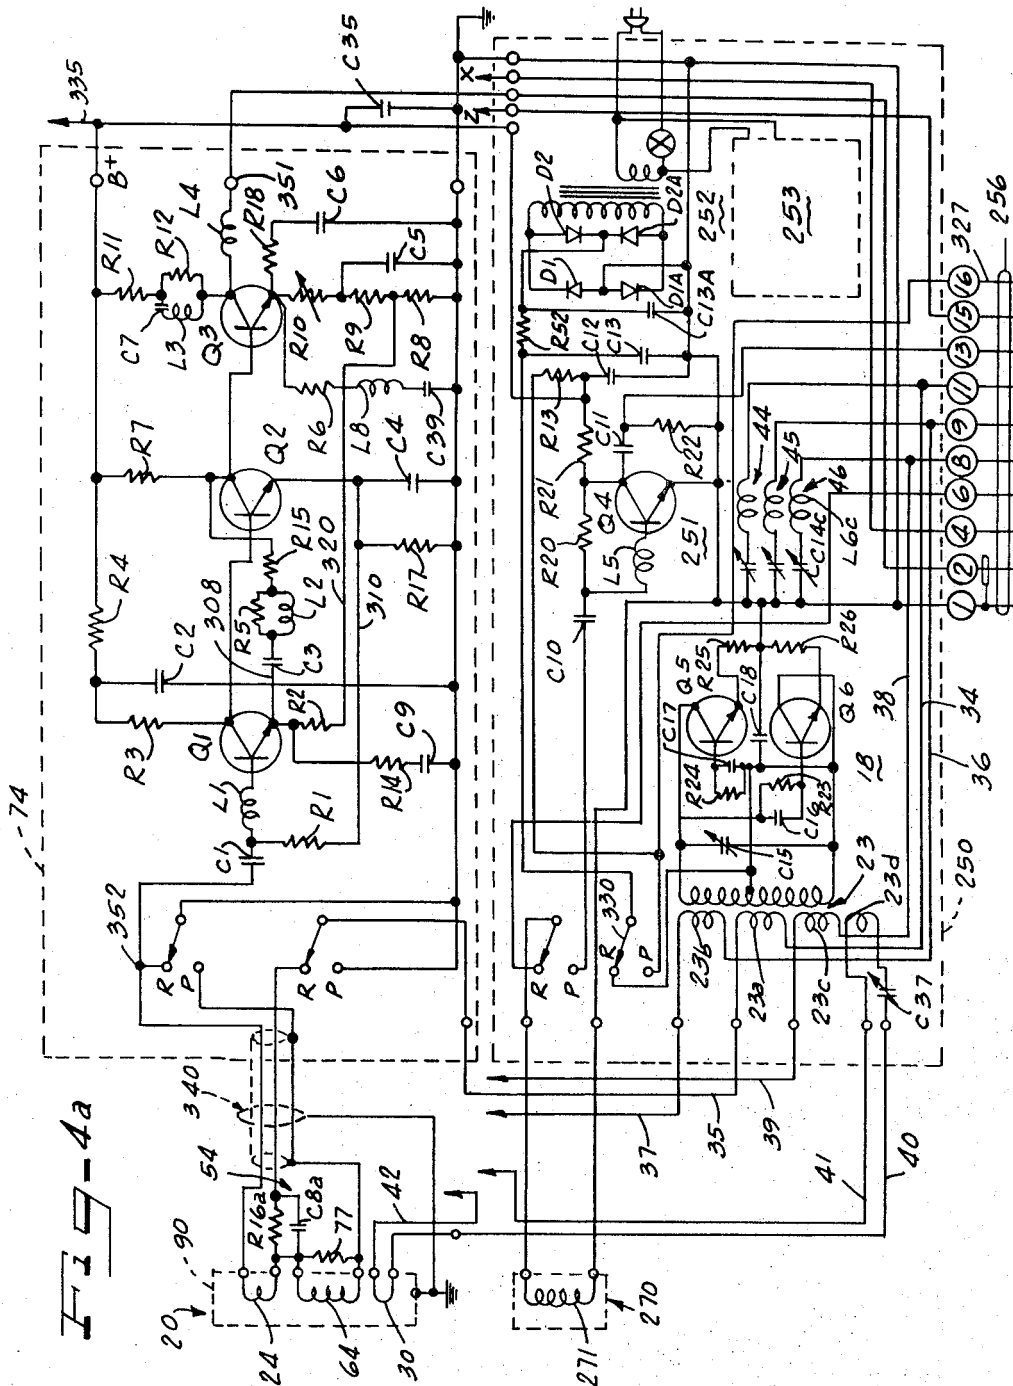 Fig-4a
74
335
C35
B+
R11
R12
L4
351
R18
C6
C7
L3
Q3
R10
C5
R9
R8
R7
Q2
R6
L8
C39
C4
R4
R15
R5
L2
320
310
R17
308
C3
C2
R3
Q1
R2
R14
C9
L1
C1
R1
352
R
P
R
P
340
54
R16a
C8a
77
42
90
20
24
64
30
X
Z
D2
D2A
252
253
D1
D1A
C13A
R52
C12
C13
R13
C11
R21
R22
Q4
R20
251
L5
C10
44
45
46
C14c
L6c
Q5
R25
C18
R26
C17
Q6
R24
18
R23
C16
C15
38
34
36
23
23d
250
R
P
R
330
P
23b
23a
23c
C37
39
35
37
41
40
271
270
16
15
13
11
9
8
6
4
2
1
327
256